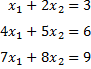 x₁ + 2x₂ = 3
4x₁ + 5x₂ = 6
7x₁ + 8x₂ = 9